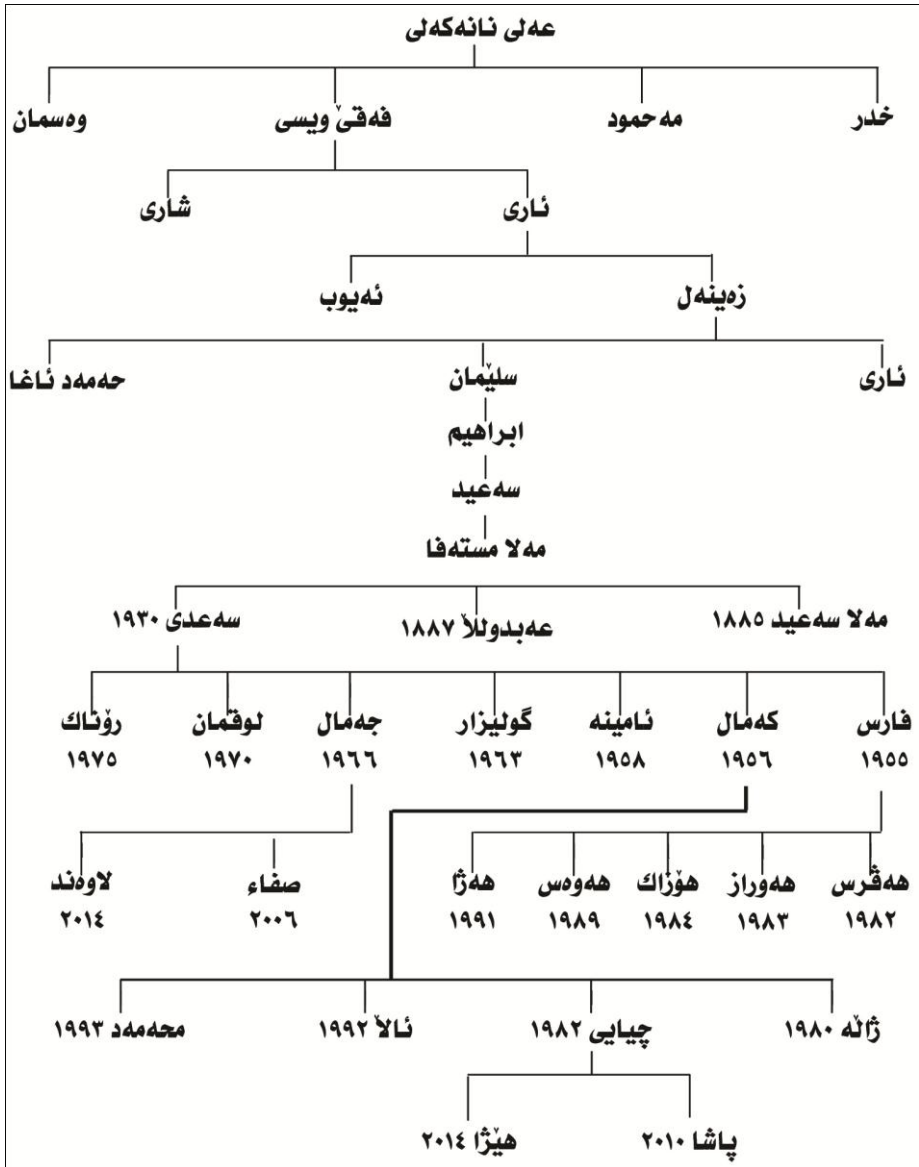 عەلی نانەکەلی
خدر مەحمود فەقێ ویسی وەسمان
ئاری شاری
زەینەل ئەیوب
ئاری سلێمان حەمەد ئاغا
ابراهیم
سەعید
مەلا مستەفا
مەلا سەعید ١٨٨٥ عەبدوڵلا ١٨٨٧ سەعدی ١٩٣٠
فارس کەمال ئامینە گولیزار جەمال لوقمان رۆناك
١٩٥٥ ١٩٥٦ ١٩٥٨ ١٩٦٣ ١٩٦٦ ١٩٧٠ ١٩٧٥
هەڤرس هەوراز هۆزاك هەوەس هەژا صفاء لاوەند
١٩٨٢ ١٩٨٣ ١٩٨٤ ١٩٨٩ ١٩٩١ ٢٠٠٦ ٢٠١٤
ژاڵە ١٩٨٠ چیایی ١٩٨٢ ئاڵا ١٩٩٢ محەمەد ١٩٩٣
پاشا ٢٠١٠ هێژا ٢٠١٤